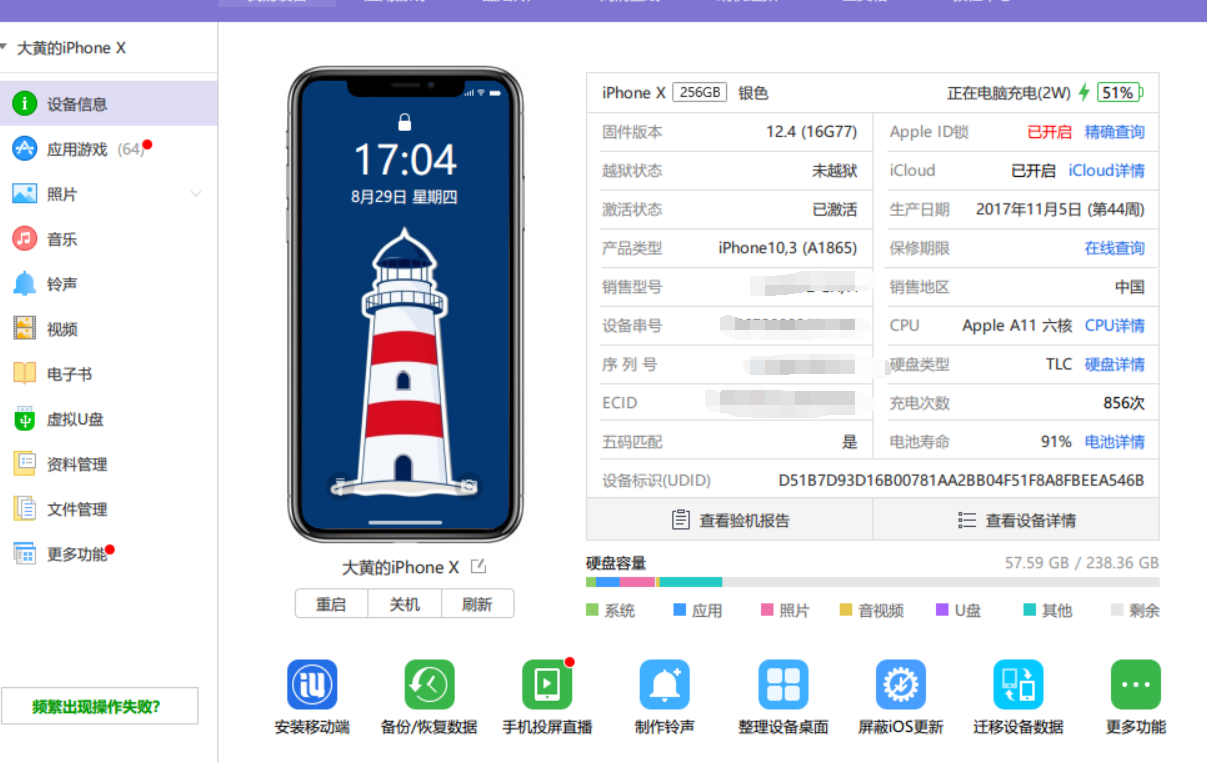 大黄的iPhone X
设备信息
应用游戏 (64)
照片
音乐
铃声
视频
电子书
虚拟U盘
资料管理
文件管理
更多功能
频繁出现操作失败?
17:04
8月29日 星期四
大黄的iPhone X
重启 关机 刷新
iPhone X 256GB 银色 正在电脑充电(2W) 51%
固件版本 12.4 (16G77) Apple ID锁 已开启 精确查询
越狱状态 未越狱 iCloud 已开启 iCloud详情
激活状态 已激活 生产日期 2017年11月5日 (第44周)
产品类型 iPhone10,3 (A1865) 保修期限 在线查询
销售型号 销售地区 中国
设备串号 CPU Apple A11 六核 CPU详情
序列号 硬盘类型 TLC 硬盘详情
ECID 充电次数 856次
五码匹配 是 电池寿命 91% 电池详情
设备标识(UDID) D51B7D93D16B00781AA2BB04F51F8A8FBEEA546B
查看验机报告 查看设备详情
硬盘容量 57.59 GB / 238.36 GB
系统 应用 照片 音视频 U盘 其他 剩余
安装移动端 备份/恢复数据 手机投屏直播 制作铃声 整理设备桌面 屏蔽iOS更新 迁移设备数据 更多功能